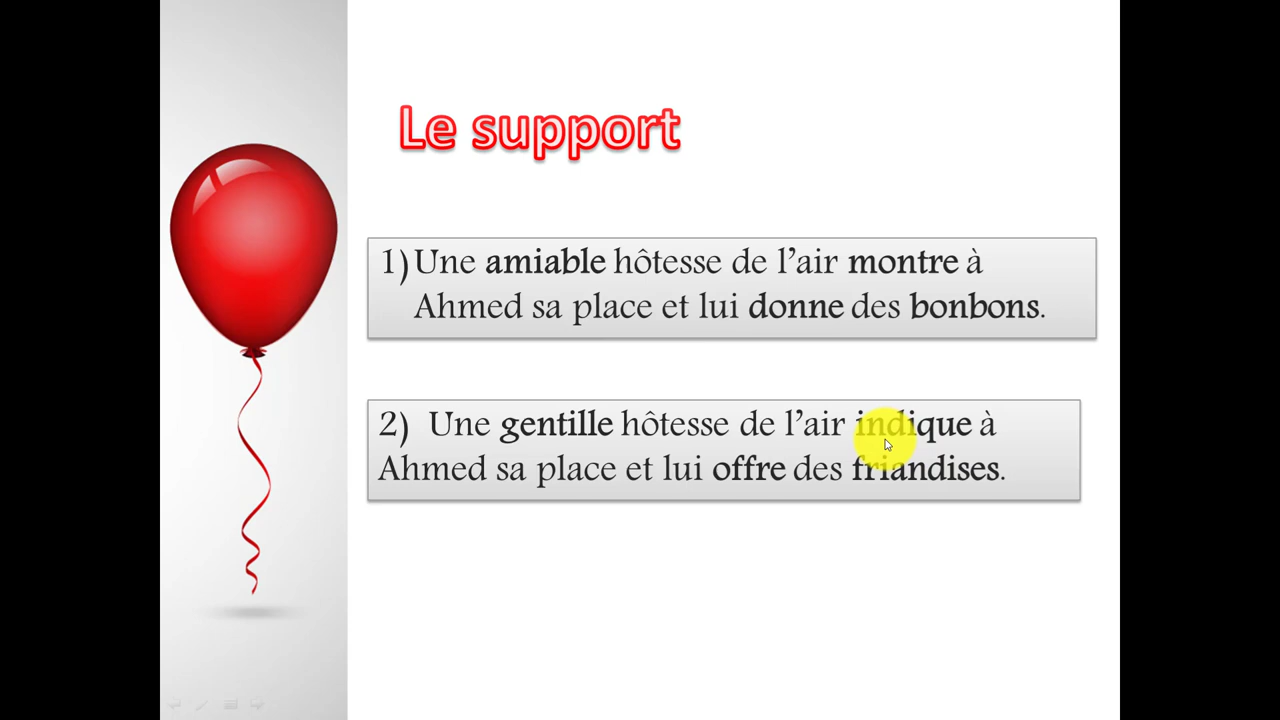 Le support
1) Une amiable hôtesse de l’air montre à
Ahmed sa place et lui donne des bonbons.
2) Une gentille hôtesse de l’air indique à
Ahmed sa place et lui offre des friandises.